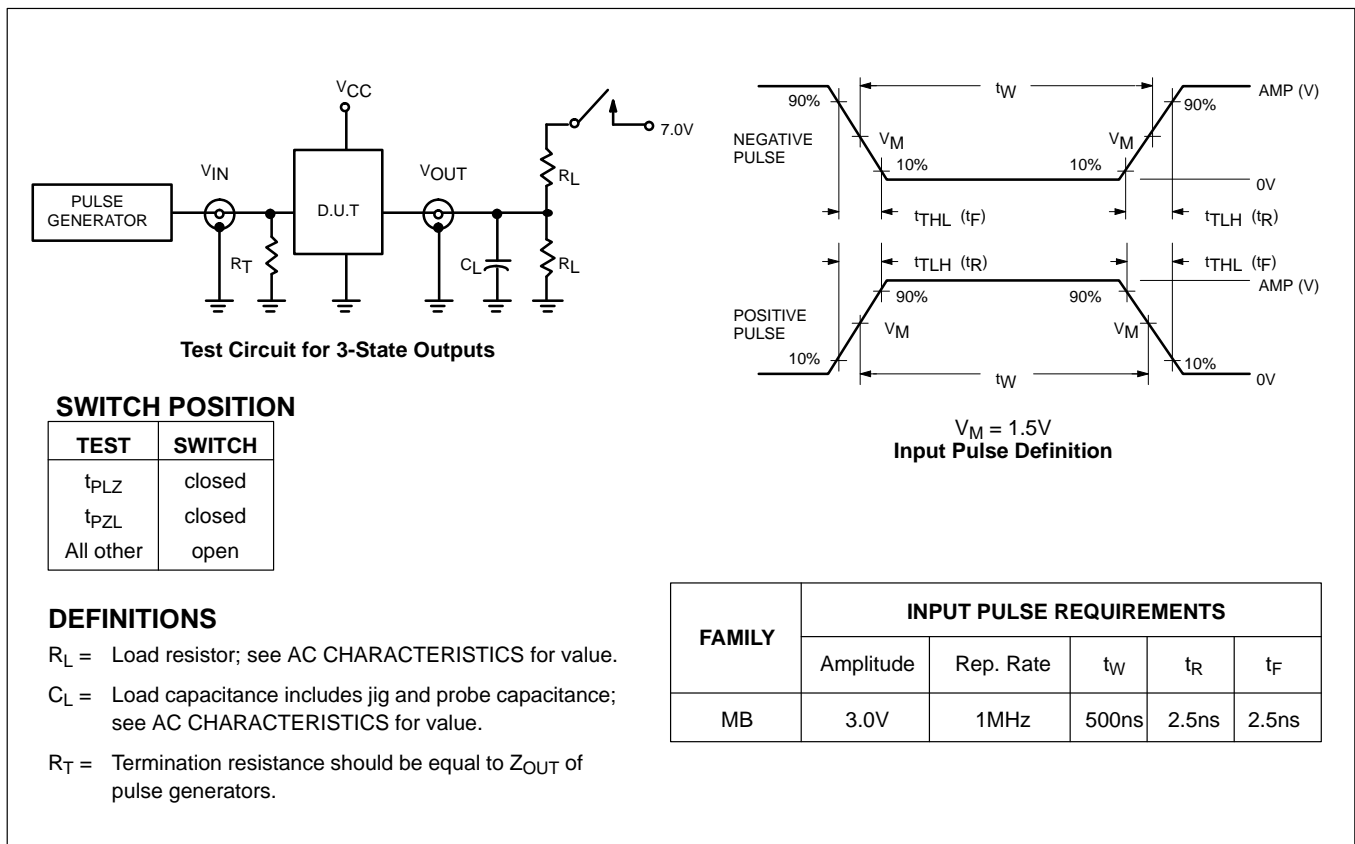 VCC
7.0V
RL
VIN
VOUT
PULSE
GENERATOR
D.U.T
RT
CL
RL
Test Circuit for 3-State Outputs
tW
AMP (V)
90%
90%
NEGATIVE
PULSE
VM
VM
10%
10%
0V
tTHL (tF)
tTLH (tR)
tTLH (tR)
tTHL (tF)
AMP (V)
90%
90%
POSITIVE
PULSE
VM
VM
10%
10%
tW
0V
VM = 1.5V
Input Pulse Definition
SWITCH POSITION
TEST SWITCH
tPLZ closed
tPZL closed
All other open
DEFINITIONS
RL = Load resistor; see AC CHARACTERISTICS for value.
CL = Load capacitance includes jig and probe capacitance;
see AC CHARACTERISTICS for value.
RT = Termination resistance should be equal to ZOUT of
pulse generators.
FAMILY
INPUT PULSE REQUIREMENTS
Amplitude Rep. Rate tW tR tF
MB 3.0V 1MHz 500ns 2.5ns 2.5ns